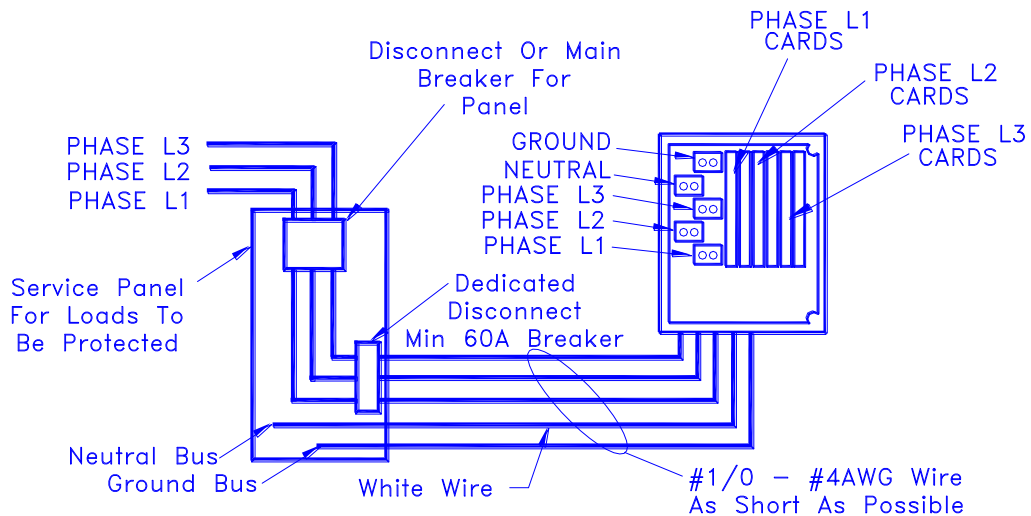 PHASE L1
CARDS
Disconnect Or Main
Breaker For
Panel
PHASE L2
CARDS
PHASE L3
CARDS
PHASE L3
PHASE L2
PHASE L1
GROUND
NEUTRAL
PHASE L3
PHASE L2
PHASE L1
Service Panel
For Loads To
Be Protected
Dedicated
Disconnect
Min 60A Breaker
Neutral Bus
Ground Bus
White Wire
#1/0 - #4AWG Wire
As Short As Possible